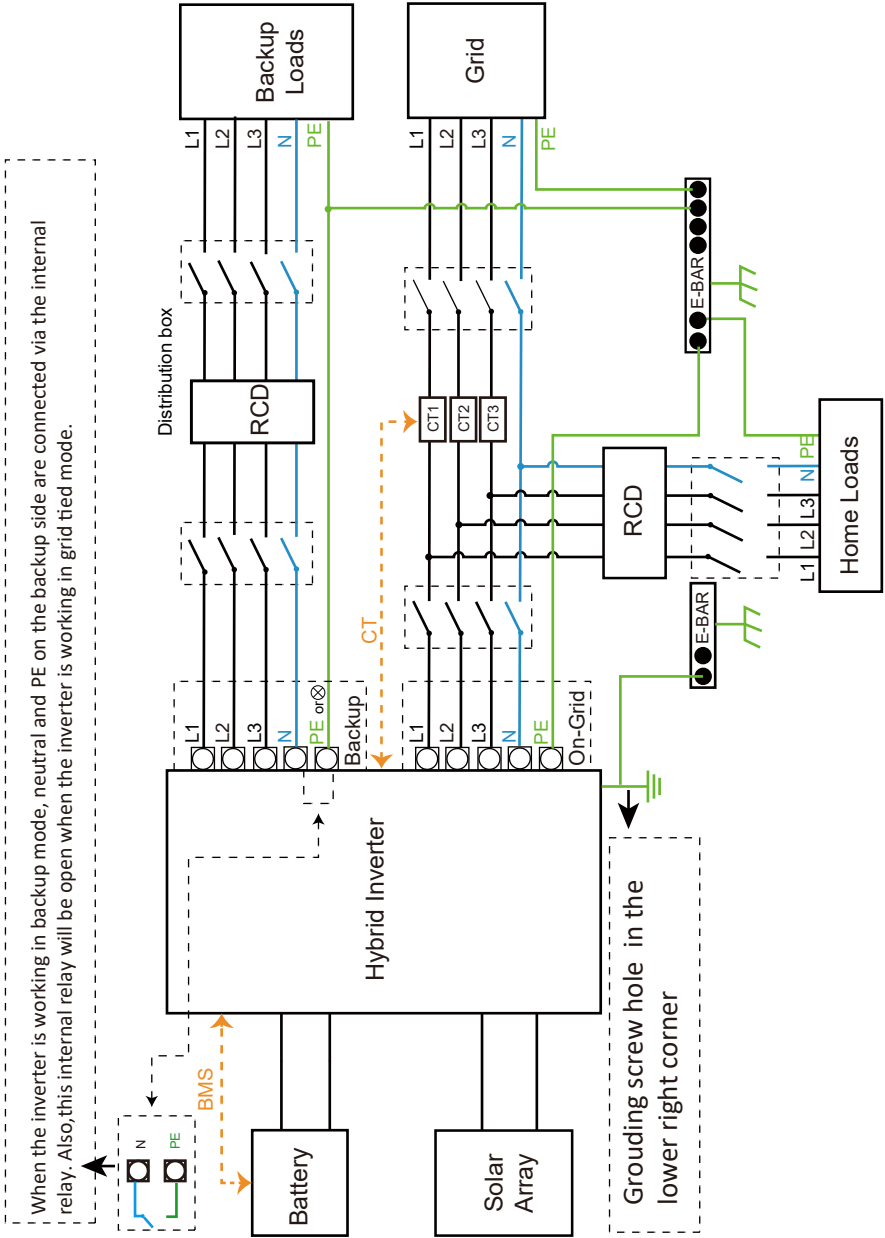 When the inverter is working in backup mode, neutral and PE on the backup side are connected via the internal
relay. Also,this internal relay will be open when the inverter is working in grid tied mode.
N
PE
BMS
Battery
Solar
Array
Hybrid Inverter
Grouding screw hole in the
lower right corner
L1
L2
L3
N
PE or
Backup
CT
L1
L2
L3
N
PE
On-Grid
Distribution box
RCD
Backup
Loads
L1
L2
L3
N
PE
CT1
CT2
CT3
Grid
L1
L2
L3
N
PE
RCD
E-BAR
E-BAR
L1
L2
L3
N
PE
Home Loads